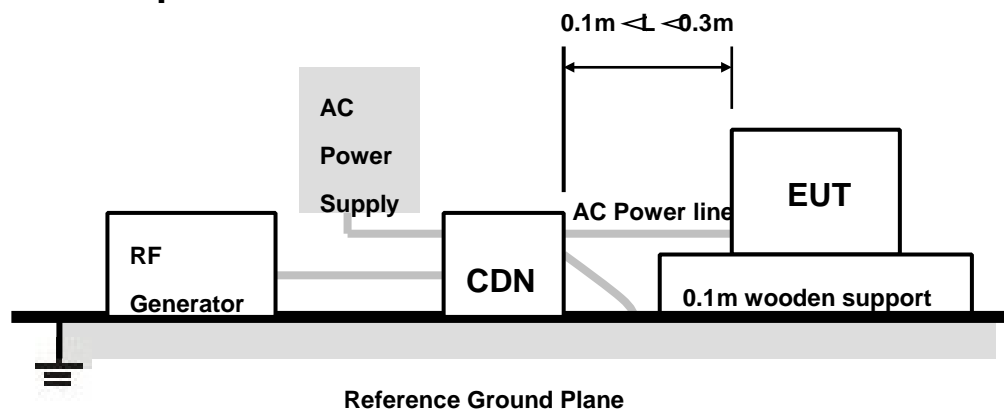 0.1m <L <0.3m
AC
Power
Supply
EUT
AC Power line
RF
Generator
CDN
0.1m wooden support
Reference Ground Plane